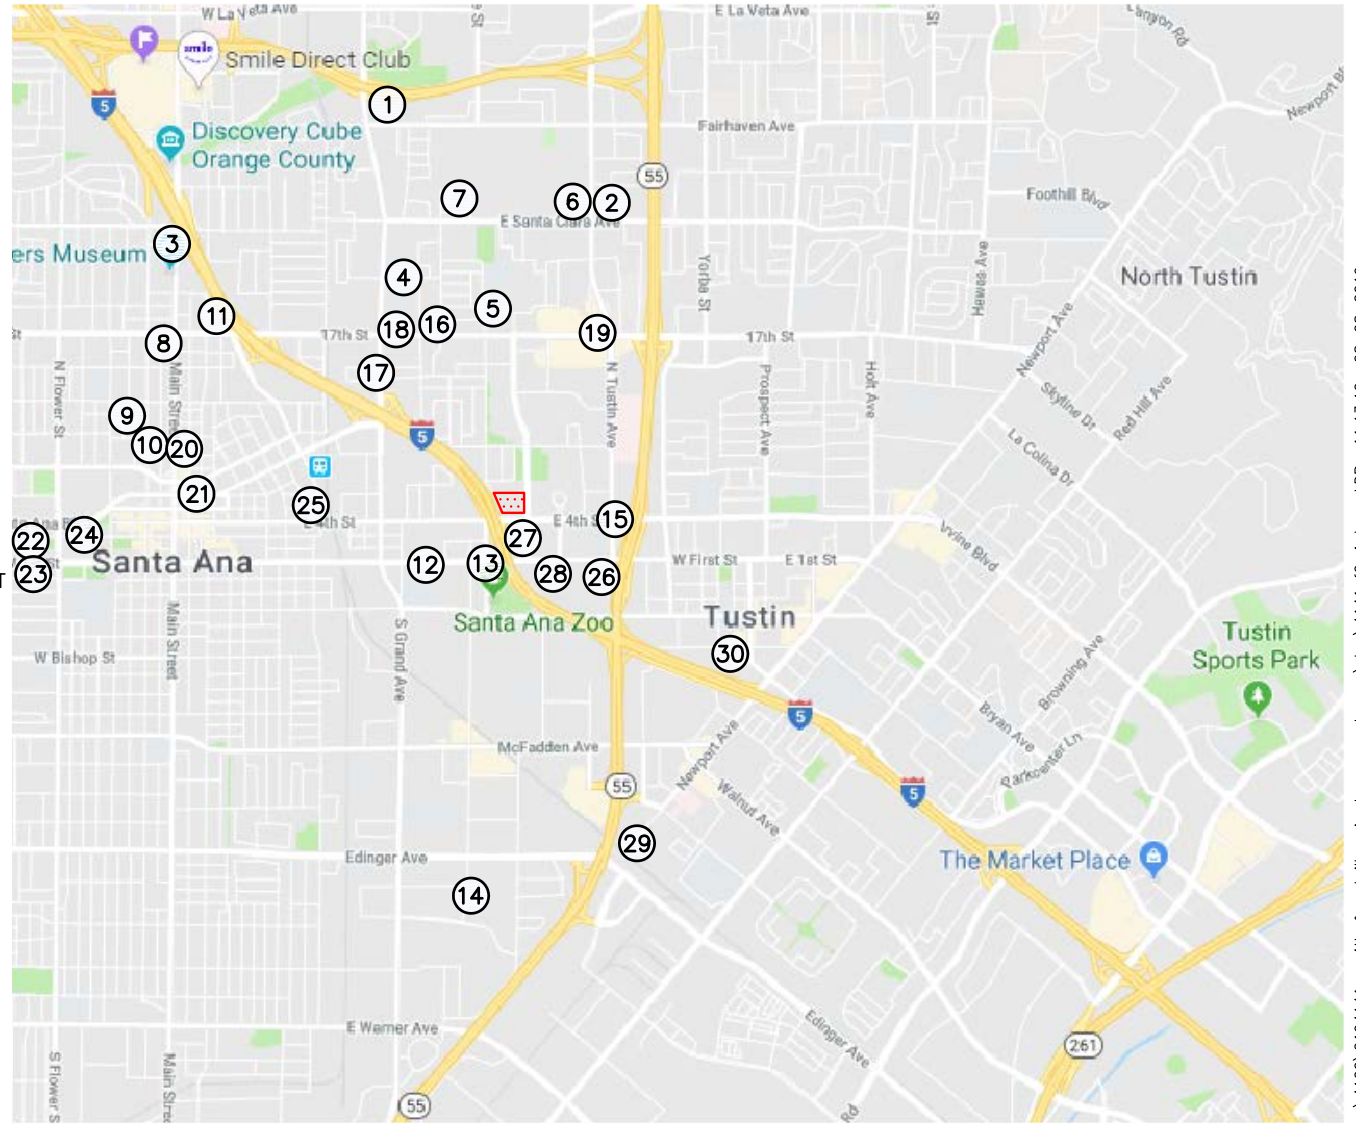 W La Veta Ave
E La Veta Ave
Canyon Rd
smile
Smile Direct Club
5
1
Newport B
Discovery Cube
Orange County
Fairhaven Ave
55
7
6
2
Foothill Blvd
E Santa Clara Ave
3
ers Museum
4
Yorba St
Hewes Ave
North Tustin
5
11
18
16
19
17th St
17th St
8
Newport Ave
N Flower St
Main Street
17
N Tustin Ave
Prospect Ave
Holt Ave
Skyline Dr
Red Hill Ave
9
10
20
5
La Colina Dr
21
25
E 4th St
E 4th S
15
22
24
27
Irvine Blvd
23
Santa Ana
12
13
28
26
W First St
E 1st St
Santa Ana Zoo
Tustin
30
Main Street
S Grand Ave
W Bishop St
Tustin
Sports Park
Browning Ave
5
Bryan Ave
McFadden Ave
Newport Ave
Parkcenter Ln
55
Walnut Ave
5
29
Edinger Ave
The Market Place
14
E Warner Ave
Edinger Ave
261
S Flower S
Main Stree
55
Rd